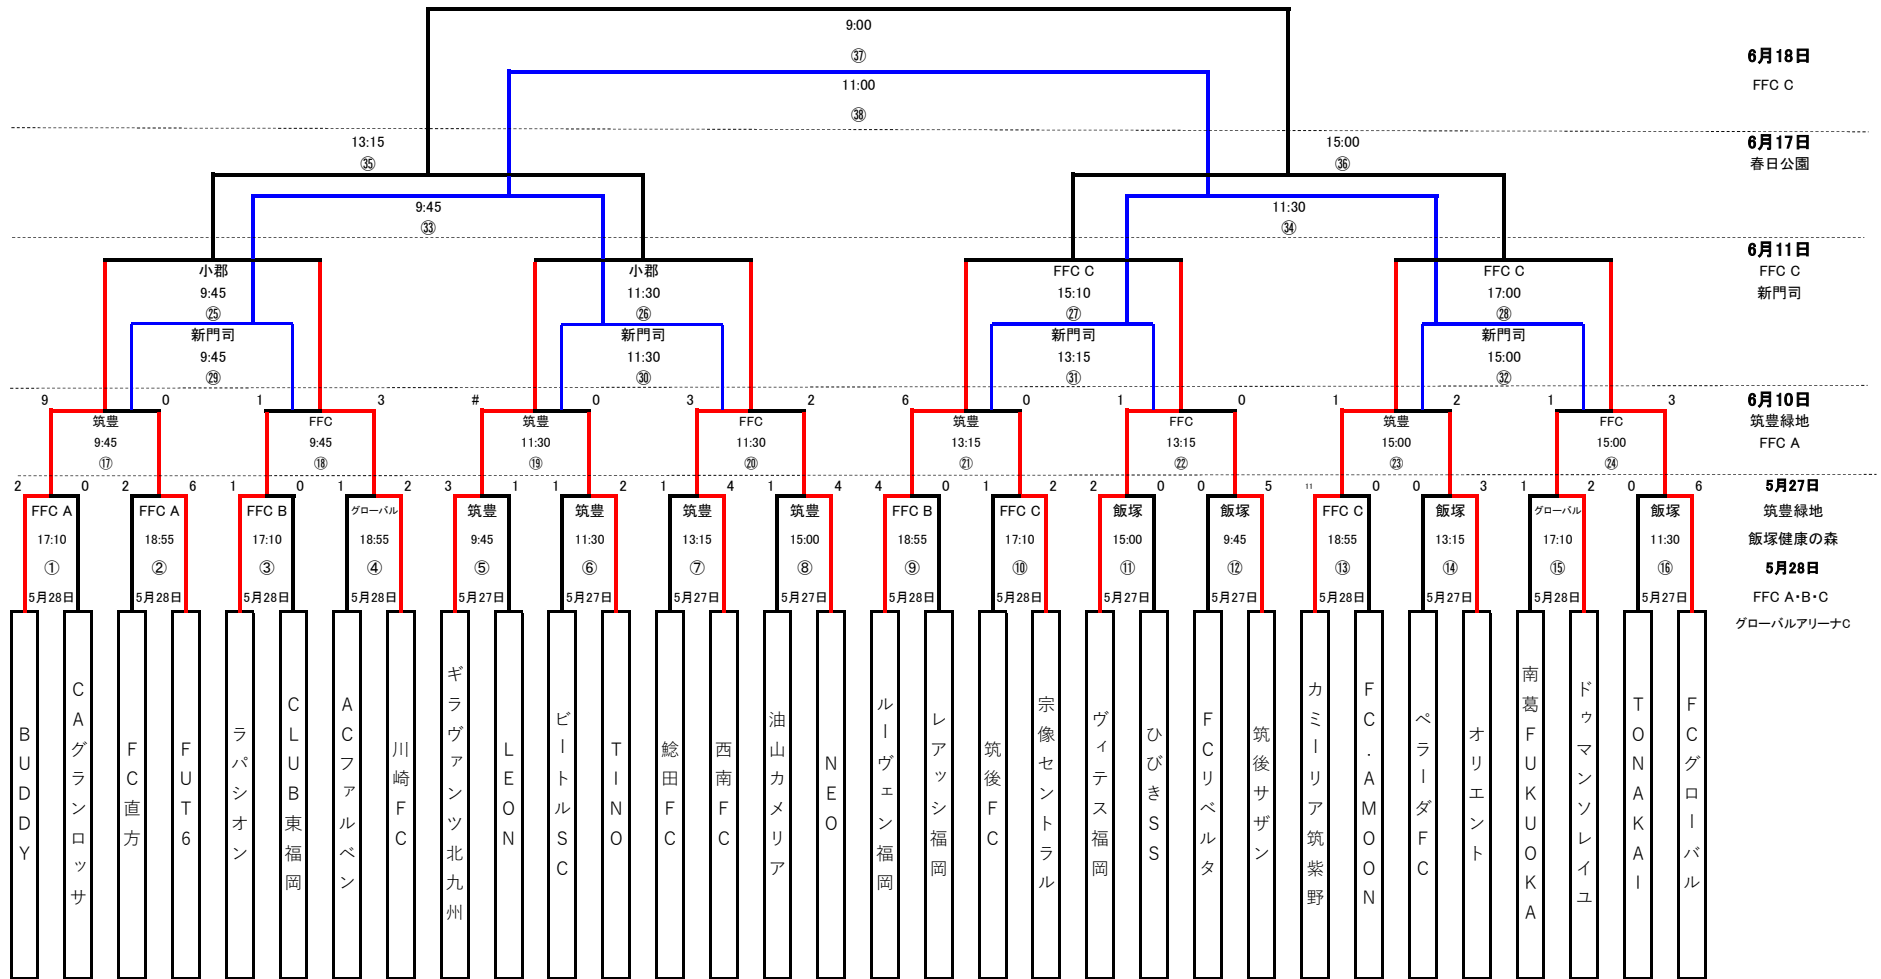 9:00
㊲
6月18日
11:00
FFC C
㊳
13:15
15:00
6月17日
㉟
㊱
春日公園
9:45
11:30
㉝
㉞
6月11日
小郡
小郡
FFC C
FFC C
FFC C
9:45
11:30
15:10
17:00
新門司
㉕
㉖
㉗
㉘
新門司
新門司
新門司
新門司
9:45
11:30
13:15
15:00
㉙
㉚
㉛
㉜
9 0 1 3 # 0 3 2 6 0 1 0 1 2 1 3
6月10日
筑豊 FFC 筑豊 FFC 筑豊 FFC 筑豊 FFC
筑豊緑地
9:45 9:45 11:30 11:30 13:15 13:15 15:00 15:00
FFC A
⑰ ⑱ ⑲ ⑳ ㉑ ㉒ ㉓ ㉔
2 0 2 6 1 0 1 2 3 1 1 2 1 4 1 4 4 0 1 2 2 0 0 5 11 0 0 3 1 2 0 6
5月27日
FFC A FFC A FFC B グローバル 筑豊 筑豊 筑豊 筑豊 FFC B FFC C 飯塚 飯塚 FFC C 飯塚 グローバル 飯塚
筑豊緑地
17:10 18:55 17:10 18:55 9:45 11:30 13:15 15:00 18:55 17:10 15:00 9:45 18:55 13:15 17:10 11:30
飯塚健康の森
① ② ③ ④ ⑤ ⑥ ⑦ ⑧ ⑨ ⑩ ⑪ ⑫ ⑬ ⑭ ⑮ ⑯
5月28日
5月28日 5月28日 5月28日 5月28日 5月27日 5月27日 5月27日 5月27日 5月28日 5月28日 5月27日 5月27日 5月28日 5月27日 5月28日 5月27日
FFC A・B・C
グローバルアリーナC
BUDDY
CAグランロッサ
FC直方
FUT6
ラパシオン
CLUB東福岡
ACファルベン
川崎FC
ギラヴァンツ北九州
LEON
ビートルSC
TINO
鯰田FC
西南FC
油山カメリア
NEO
ルーヴェン福岡
レアッシ福岡
筑後FC
宗像セントラル
ヴィテス福岡
ひびきSS
FCリベルタ
筑後サザン
カミーリア筑紫野
FC.AMOON
ペラーダFC
オリエント
南葛FUKUOKA
ドゥマンソレイユ
TONAKAI
FCグローバル